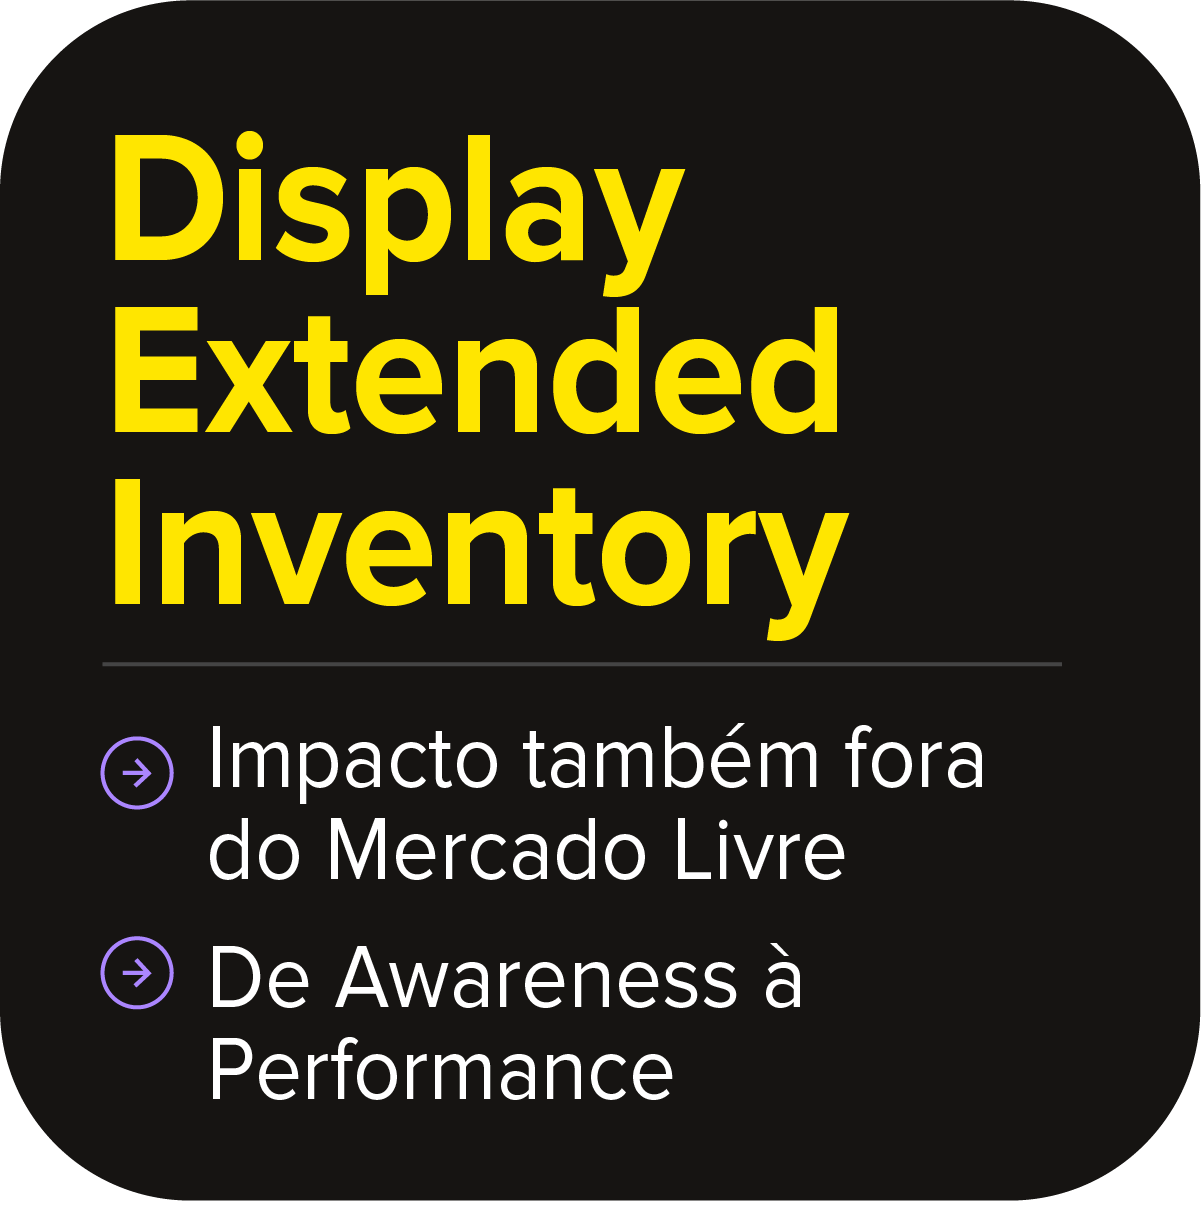 Display
Extended
Inventory
Impacto também fora
do Mercado Livre
De Awareness à
Performance